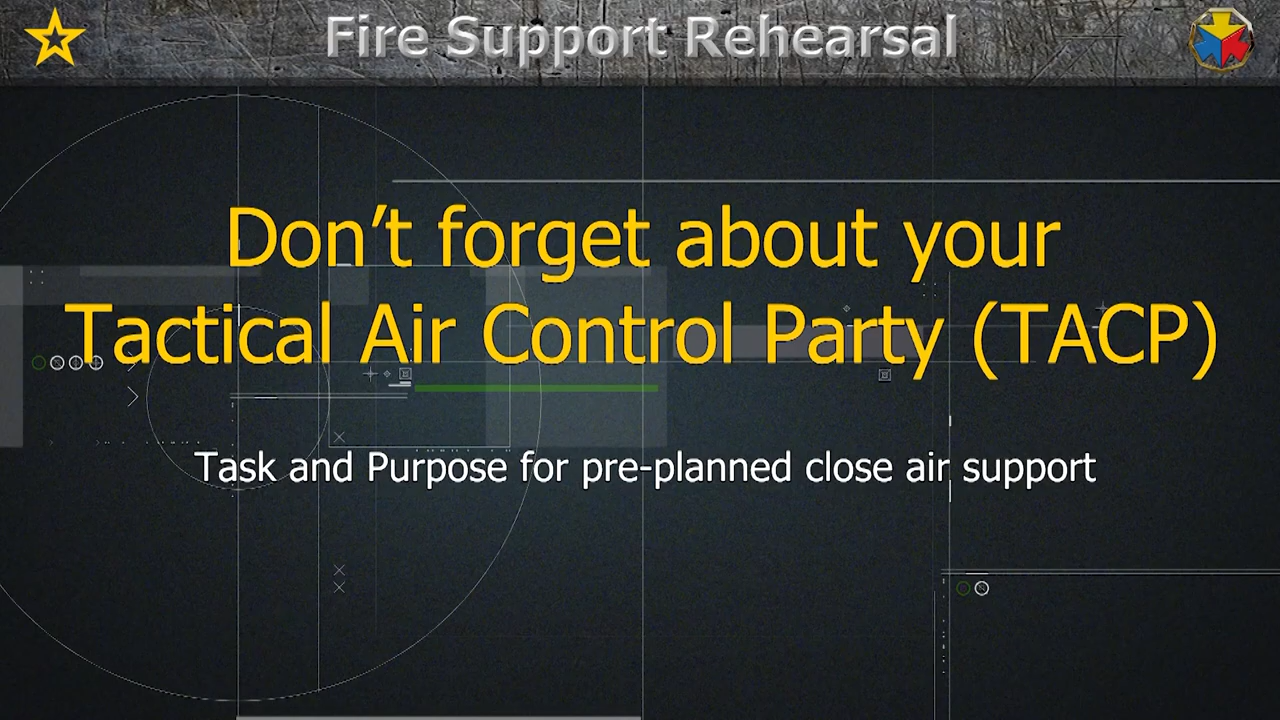 Fire Support Rehearsal
Don’t forget about your
Tactical Air Control Party (TACP)
Task and Purpose for pre-planned close air support